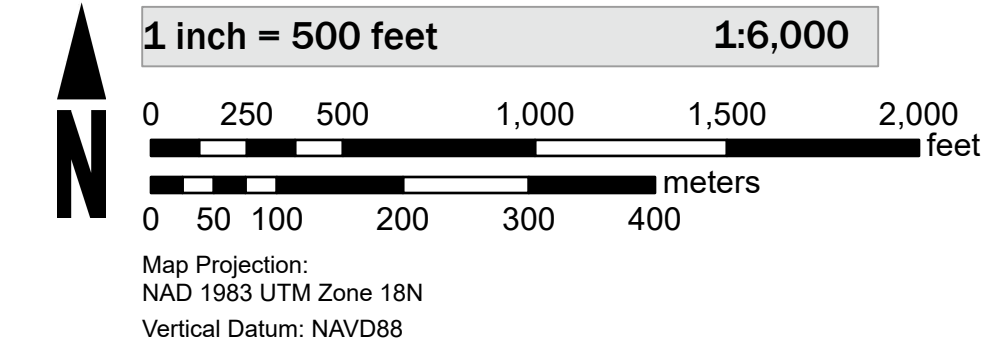 1 inch = 500 feet 1:6,000
0 250 500 1,000 1,500 2,000
feet
N
meters
0 50 100 200 300 400
Map Projection:
NAD 1983 UTM Zone 18N
Vertical Datum: NAVD88